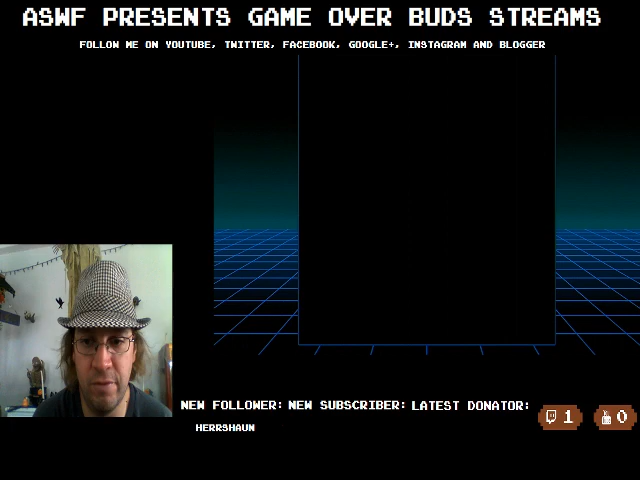 ASWF PRESENTS GAME OVER BUDS STREAMS
FOLLOW ME ON YOUTUBE, TWITTER, FACEBOOK, GOOGLE+, INSTAGRAM AND BLOGGER
NEW FOLLOWER: NEW SUBSCRIBER: LATEST DONATOR: 1 0
HERRSHAUN